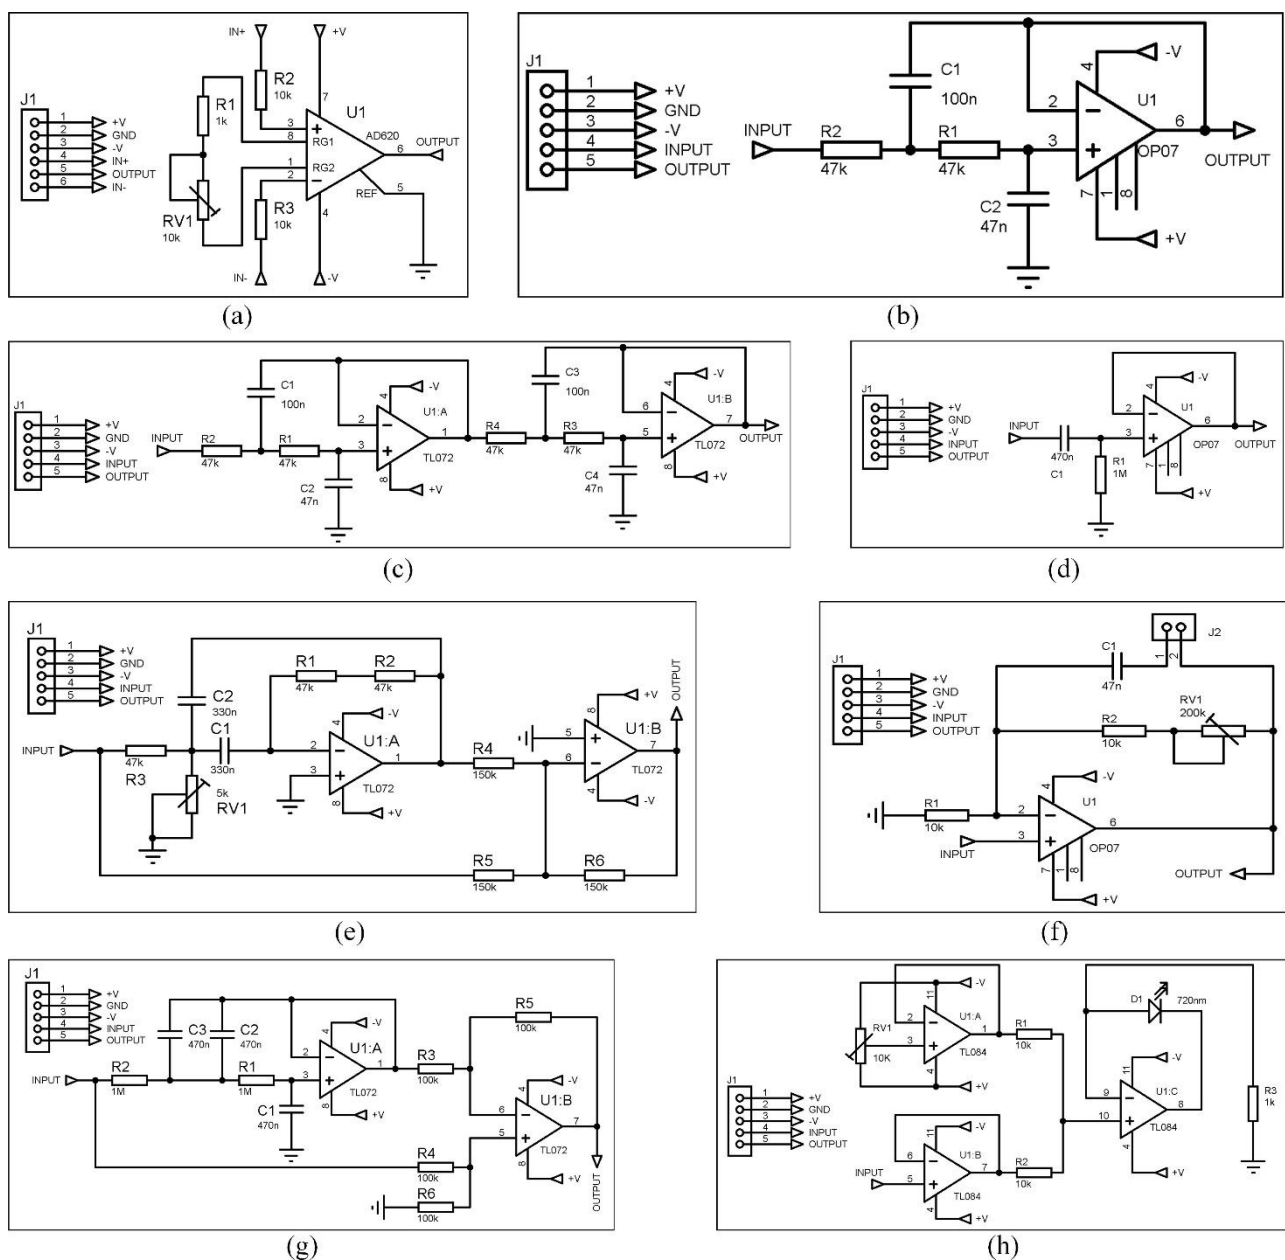 IN+
+V
J1
R2
10k
R1
1k
U1
7
AD620
1 +V
2 GND
3 -V
4 IN+
5 OUTPUT
6 IN-
3
8 RG1
1 RG2
2
6
OUTPUT
REF
5
RV1
10k
R3
10k
4
IN-
-V
(a)
J1
1 +V
2 GND
3 -V
4 INPUT
5 OUTPUT
C1
100n
4
-V
U1
INPUT
R2
47k
R1
47k
2
3
6
OP07
OUTPUT
7
1
8
C2
47n
+V
(b)
J1
1 +V
2 GND
3 -V
4 INPUT
5 OUTPUT
C1
100n
4
-V
U1:A
INPUT
R2
47k
R1
47k
2
3
1
TL072
8
+V
C2
47n
C3
100n
R4
47k
R3
47k
4
-V
U1:B
6
5
7
TL072
OUTPUT
8
+V
C4
47n
(c)
J1
1 +V
2 GND
3 -V
4 INPUT
5 OUTPUT
INPUT
470n
C1
R1
1M
4
-V
U1
2
3
6
OP07
OUTPUT
7
1
8
+V
(d)
J1
1 +V
2 GND
3 -V
4 INPUT
5 OUTPUT
R1
47k
R2
47k
C2
330n
C1
330n
INPUT
47k
R3
5k
RV1
4
-V
U1:A
2
3
1
TL072
8
+V
R4
150k
R5
150k
R6
150k
+V
8
U1:B
5
6
7
TL072
4
-V
OUTPUT
(e)
J1
1 +V
2 GND
3 -V
4 INPUT
5 OUTPUT
J2
1
2
C1
47n
RV1
200k
R2
10k
R1
10k
4
-V
U1
2
3
6
OP07
INPUT
7
1
8
+V
OUTPUT
(f)
J1
1 +V
2 GND
3 -V
4 INPUT
5 OUTPUT
C3
470n
C2
470n
INPUT
R2
1M
R1
1M
C1
470n
4
-V
U1:A
2
3
1
TL072
8
+V
R3
100k
R5
100k
R4
100k
R6
100k
4
-V
U1:B
6
5
7
TL072
8
+V
OUTPUT
(g)
J1
1 +V
2 GND
3 -V
4 INPUT
5 OUTPUT
RV1
10K
-V
11
U1:A
2
3
1
TL084
4
+V
R1
10k
-V
11
U1:B
6
5
7
TL084
INPUT
4
+V
R2
10k
D1
720nm
-V
11
U1:C
9
10
8
TL084
4
+V
R3
1k
(h)